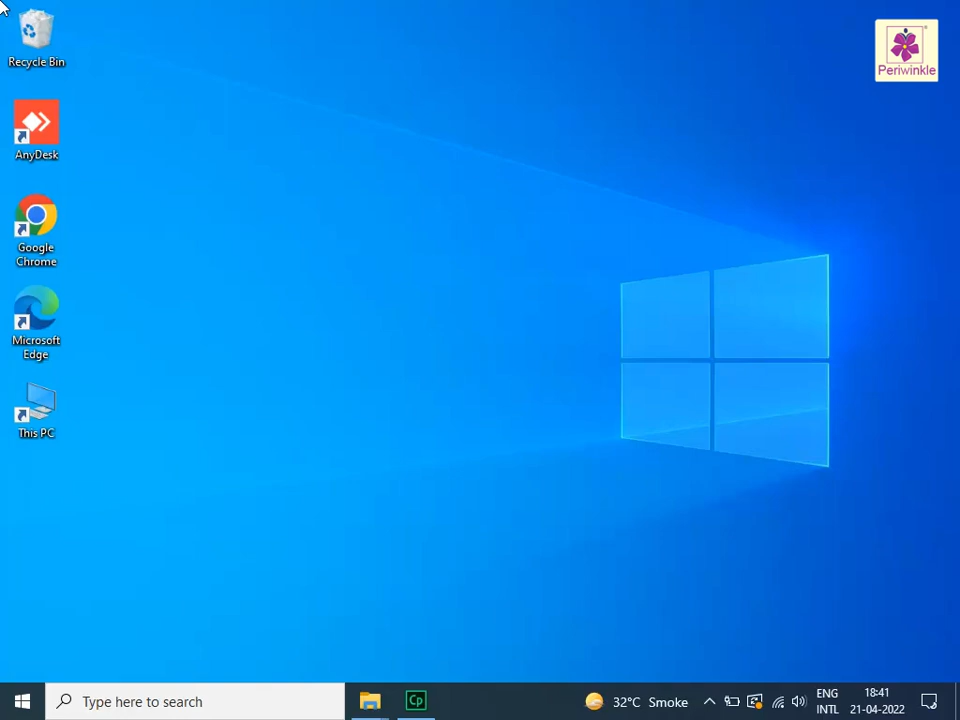 Recycle Bin
Periwinkle
AnyDesk
Google
Chrome
Microsoft
Edge
This PC
Type here to search
Cp
32°C Smoke
ENG
INTL
18:41
21-04-2022